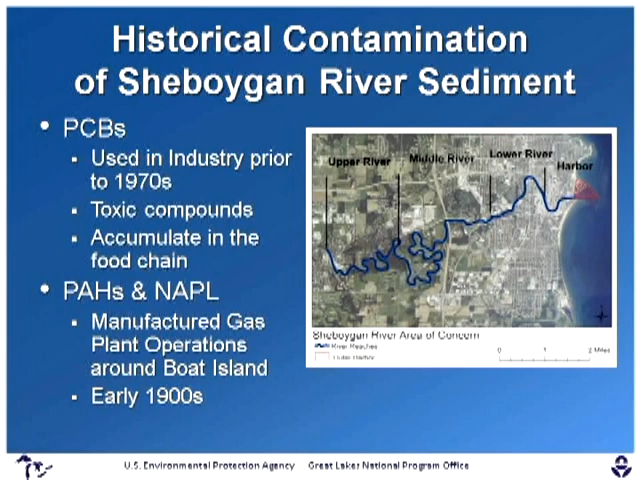 Historical Contamination
of Sheboygan River Sediment
• PCBs
▪ Used in Industry prior
to 1970s
▪ Toxic compounds
▪ Accumulate in the
food chain
• PAHs & NAPL
▪ Manufactured Gas
Plant Operations
around Boat Island
▪ Early 1900s
Upper River
Middle River
Lower River
Harbor
Sheboygan River Area of Concern
River Reaches
0 1 2 Miles
U.S. Environmental Protection Agency Great Lakes National Program Office